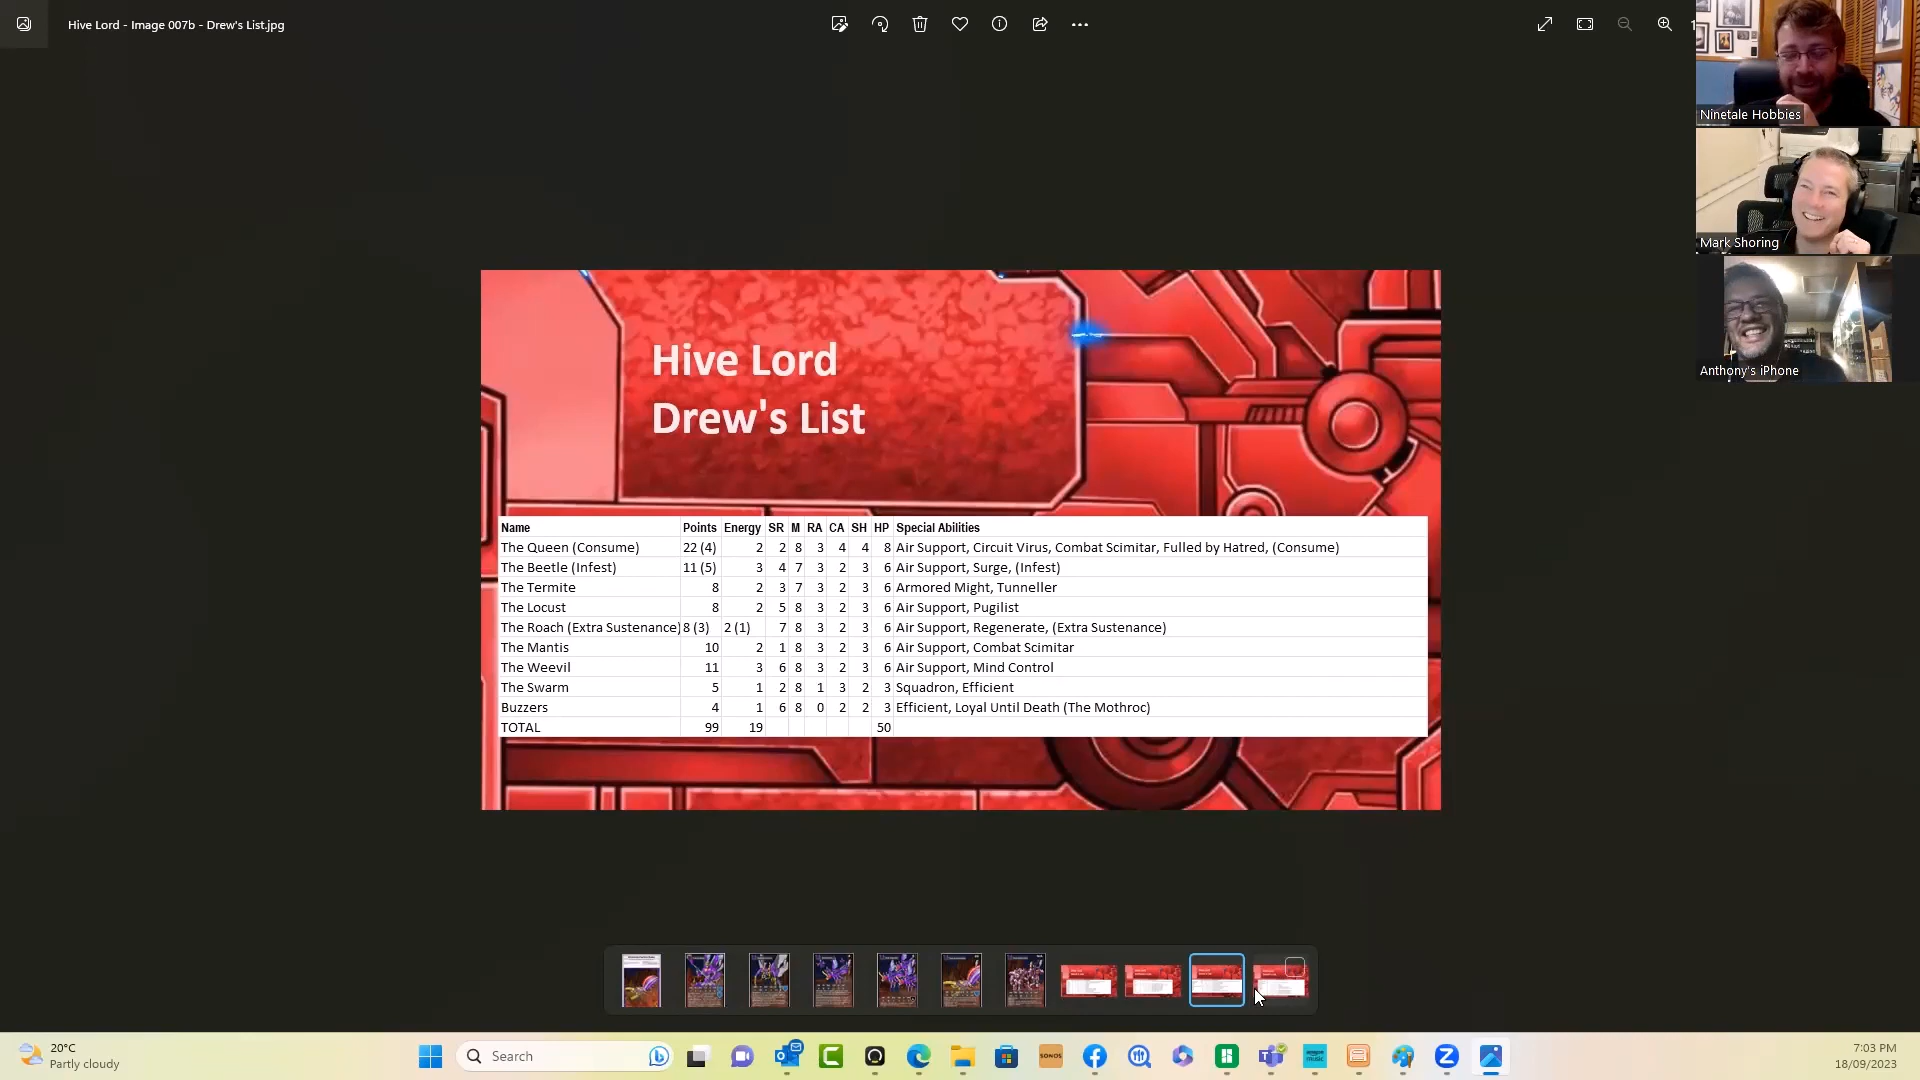 Hive Lord - Image 007b - Drew's List.jpg
Ninetale Hobbies
Mark Shoring
Anthony's iPhone
Hive Lord
Drew's List
Name Points Energy SR M RA CA SH HP Special Abilities
The Queen (Consume) 22 (4) 2 2 8 3 4 4 8 Air Support, Circuit Virus, Combat Scimitar, Fulled by Hatred, (Consume)
The Beetle (Infest) 11 (5) 3 4 7 3 2 3 6 Air Support, Surge, (Infest)
The Termite 8 2 3 7 3 2 3 6 Armored Might, Tunneller
The Locust 8 2 5 8 3 2 3 6 Air Support, Pugilist
The Roach (Extra Sustenance) 8 (3) 2 (1) 7 8 3 2 3 6 Air Support, Regenerate, (Extra Sustenance)
The Mantis 10 2 1 8 3 2 3 6 Air Support, Combat Scimitar
The Weevil 11 3 6 8 3 2 3 6 Air Support, Mind Control
The Swarm 5 1 2 8 1 3 2 3 Squadron, Efficient
Buzzers 4 1 6 8 0 2 2 3 Efficient, Loyal Until Death (The Mothroc)
TOTAL 99 19 50
20°C
Partly cloudy
Search
SONOS
amazon music
7:03 PM
18/09/2023